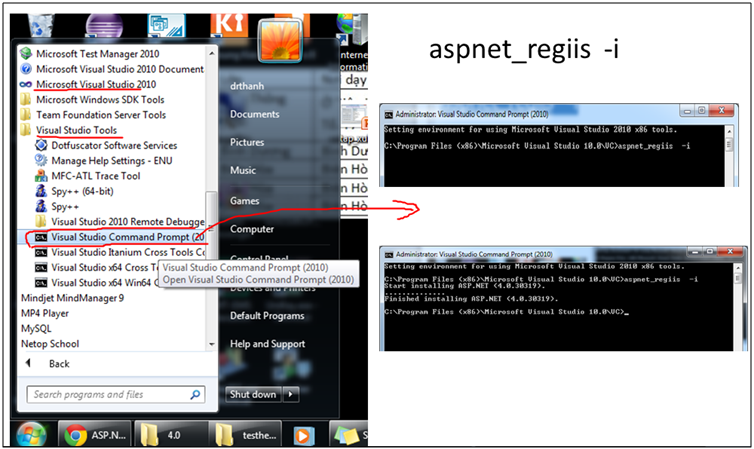 aspnet_regiis -i
Microsoft Test Manager 2010
Microsoft Visual Studio 2010 Document
Microsoft Visual Studio 2010
Microsoft Windows SDK Tools
Team Foundation Server Tools
Visual Studio Tools
Dotfuscator Software Services
Manage Help Settings - ENU
MFC-ATL Trace Tool
Spy++ (64-bit)
Spy++
Visual Studio 2010 Remote Debugge
Visual Studio Command Prompt (20
Visual Studio Itanium Cross Tools Co
Visual Studio x64 Cross T
Visual Studio x64 Win64 C
Visual Studio Command Prompt (2010)
Open Visual Studio Command Prompt (2010)
Mindjet MindManager 9
MP4 Player
MySQL
Netop School
Back
Search programs and files
drthanh
Documents
Pictures
Music
Games
Computer
Control Panel
Devices and Printers
Default Programs
Help and Support
Shut down
ASP.N...
4.0
testhe...
S
Administrator: Visual Studio Command Prompt (2010)
Setting environment for using Microsoft Visual Studio 2010 x86 tools.
C:\Program Files (x86)\Microsoft Visual Studio 10.0\VC>aspnet_regiis -i
Administrator: Visual Studio Command Prompt (2010)
Setting environment for using Microsoft Visual Studio 2010 x86 tools.
C:\Program Files (x86)\Microsoft Visual Studio 10.0\VC>aspnet_regiis -i
Start installing ASP.NET (4.0.30319).
..............
Finished installing ASP.NET (4.0.30319).
C:\Program Files (x86)\Microsoft Visual Studio 10.0\VC>_